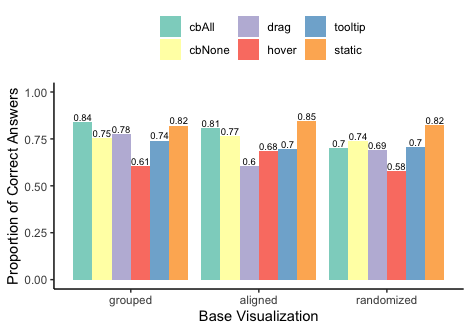 cbAll drag tooltip
cbNone hover static
Proportion of Correct Answers
1.00
0.75
0.50
0.25
0.00
0.84 0.75 0.78 0.61 0.74 0.82
0.81 0.77 0.6 0.68 0.7 0.85
0.7 0.74 0.69 0.58 0.7 0.82
grouped aligned randomized
Base Visualization